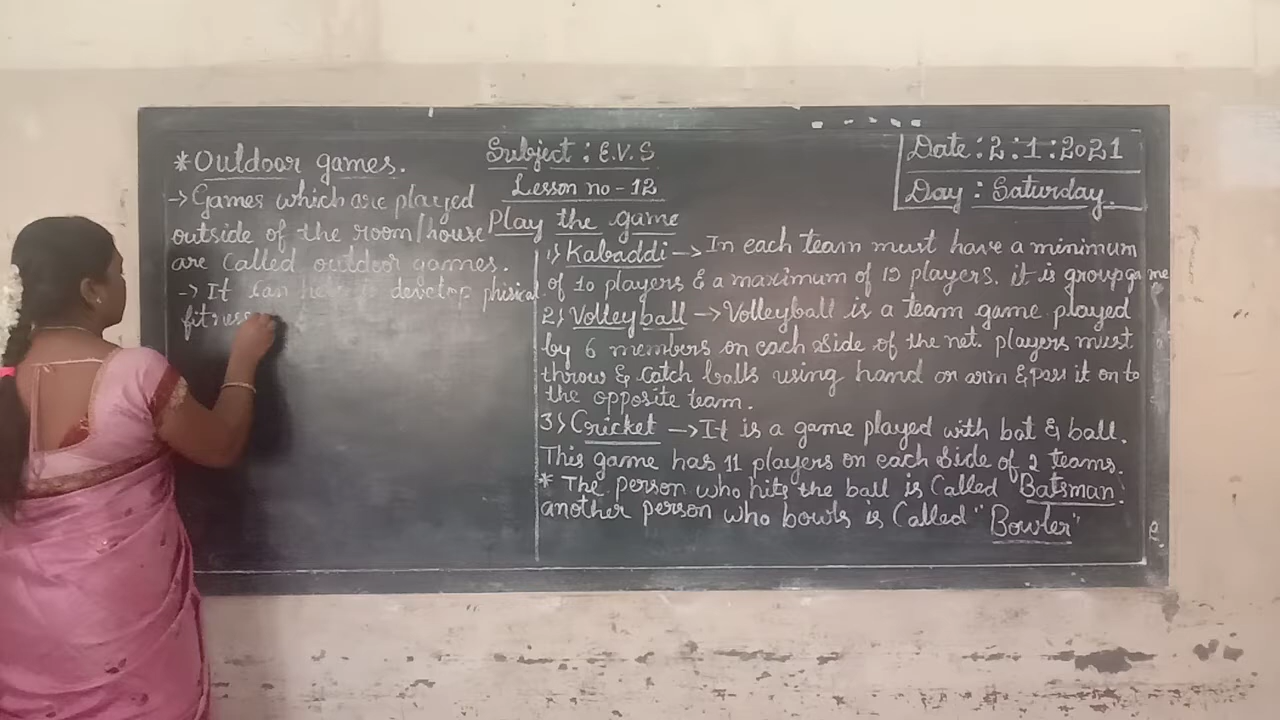 Subject : E.V.S
Lesson no - 12
Play the game
Date : 2 : 1 : 2021
Day : Saturday.
* Outdoor games.
→ Games which are played
outside of the room/house
are called outdoor games.
→ It can develop phisical
fitness
1) Kabaddi → In each team must have a minimum
of 10 players & a maximum of 12 players. it is group game
2) Volleyball → Volleyball is a team game played
by 6 members on each side of the net. players must
throw & catch balls using hand or arm & pass it on to
the opposite team.
3) Cricket → It is a game played with bat & ball.
This game has 11 players on each side of 2 teams.
* The person who hits the ball is called Batsman.
another person who bowls is called "Bowler"